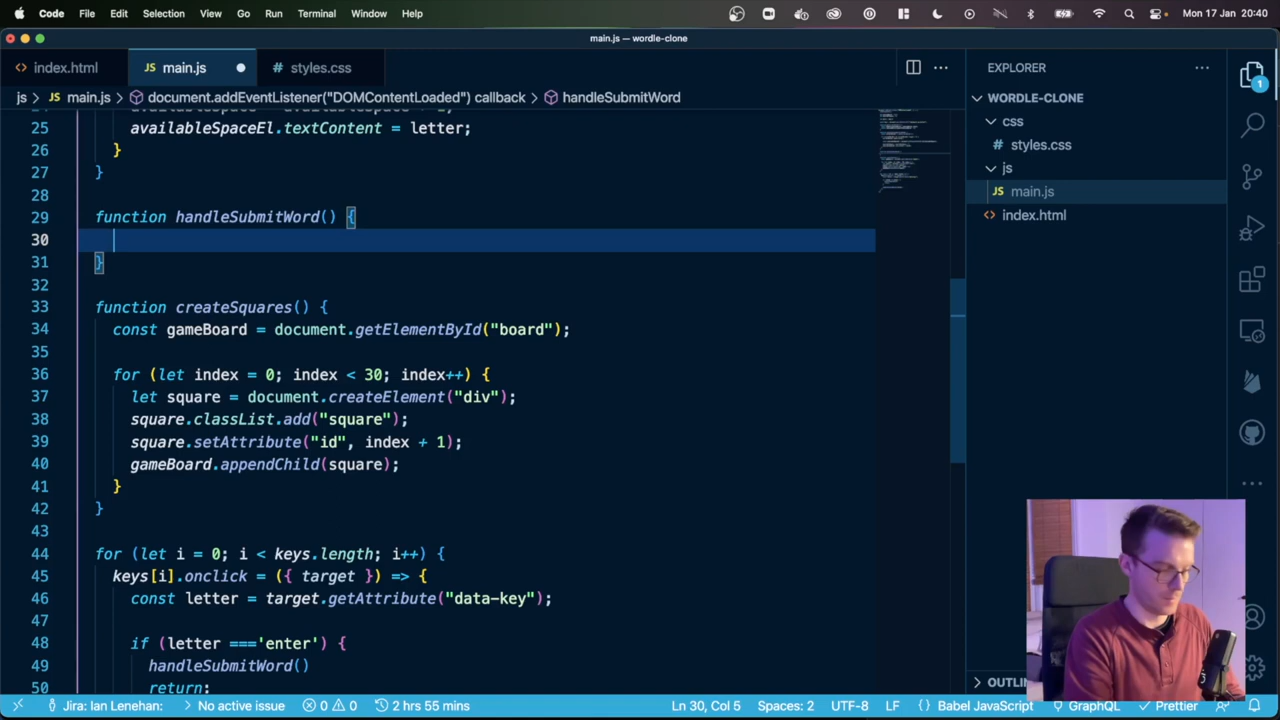 Code File Edit Selection View Go Run Terminal Window Help Mon 17 Jan 20:40
main.js — wordle-clone
index.html main.js styles.css
EXPLORER
js > JS main.js > document.addEventListener("DOMContentLoaded") callback > handleSubmitWord
WORDLE-CLONE
css
# styles.css
js
JS main.js
index.html
25 availableSpaceEl.textContent = letter;
26 }
27 }
28
29 function handleSubmitWord() {
30
31 }
32
33 function createSquares() {
34 const gameBoard = document.getElementById("board");
35
36 for (let index = 0; index < 30; index++) {
37 let square = document.createElement("div");
38 square.classList.add("square");
39 square.setAttribute("id", index + 1);
40 gameBoard.appendChild(square);
41 }
42 }
43
44 for (let i = 0; i < keys.length; i++) {
45 keys[i].onclick = ({ target }) => {
46 const letter = target.getAttribute("data-key");
47
48 if (letter ==='enter') {
49 handleSubmitWord()
50 return;
OUTLIN
Jira: Ian Lenehan: > No active issue 0 0 2 hrs 55 mins Ln 30, Col 5 Spaces: 2 UTF-8 LF {} Babel JavaScript GraphQL Prettier